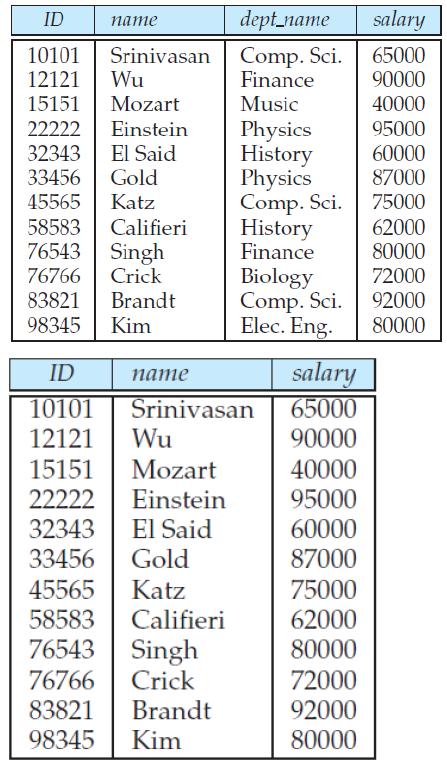 ID name dept_name salary
10101 Srinivasan Comp. Sci. 65000
12121 Wu Finance 90000
15151 Mozart Music 40000
22222 Einstein Physics 95000
32343 El Said History 60000
33456 Gold Physics 87000
45565 Katz Comp. Sci. 75000
58583 Califieri History 62000
76543 Singh Finance 80000
76766 Crick Biology 72000
83821 Brandt Comp. Sci. 92000
98345 Kim Elec. Eng. 80000
ID name salary
10101 Srinivasan 65000
12121 Wu 90000
15151 Mozart 40000
22222 Einstein 95000
32343 El Said 60000
33456 Gold 87000
45565 Katz 75000
58583 Califieri 62000
76543 Singh 80000
76766 Crick 72000
83821 Brandt 92000
98345 Kim 80000